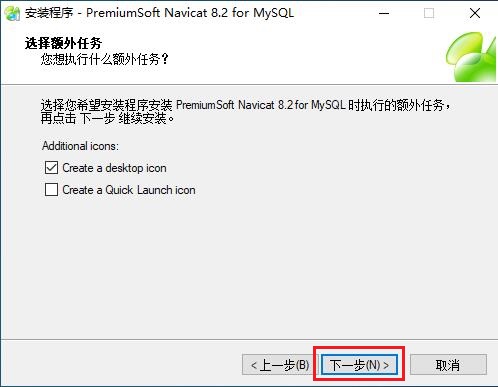 安装程序 - PremiumSoft Navicat 8.2 for MySQL
选择额外任务
您想执行什么额外任务？
选择您希望安装程序安装 PremiumSoft Navicat 8.2 for MySQL 时执行的额外任务，
再点击 下一步 继续安装。
Additional icons:
Create a desktop icon
Create a Quick Launch icon
< 上一步(B) 下一步(N) > 取消